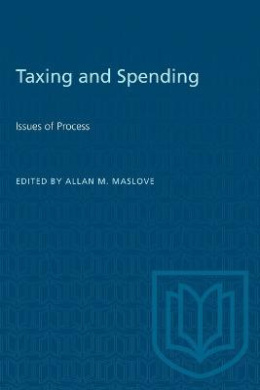 Taxing and Spending
Issues of Process
EDITED BY ALLAN M. MASLOVE